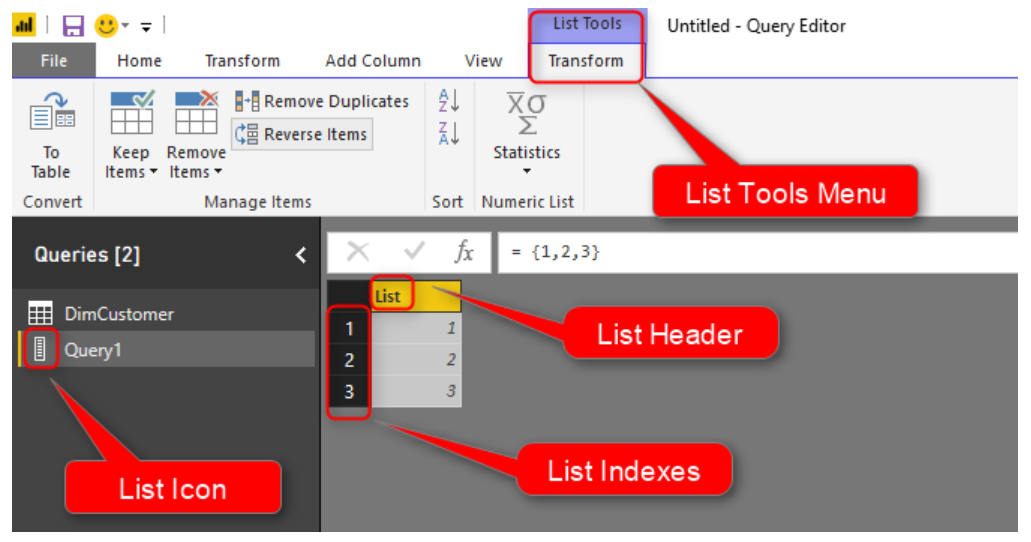 List Tools
Untitled - Query Editor
File
Home
Transform
Add Column
View
Transform
To Table
Keep Items
Remove Items
Remove Duplicates
Reverse Items
A
Z
Z
A
X̅σ
Σ
Statistics
Convert
Manage Items
Sort
Numeric List
List Tools Menu
Queries [2]
fx
= {1,2,3}
DimCustomer
Query1
List
1 1
2 2
3 3
List Header
List Indexes
List Icon